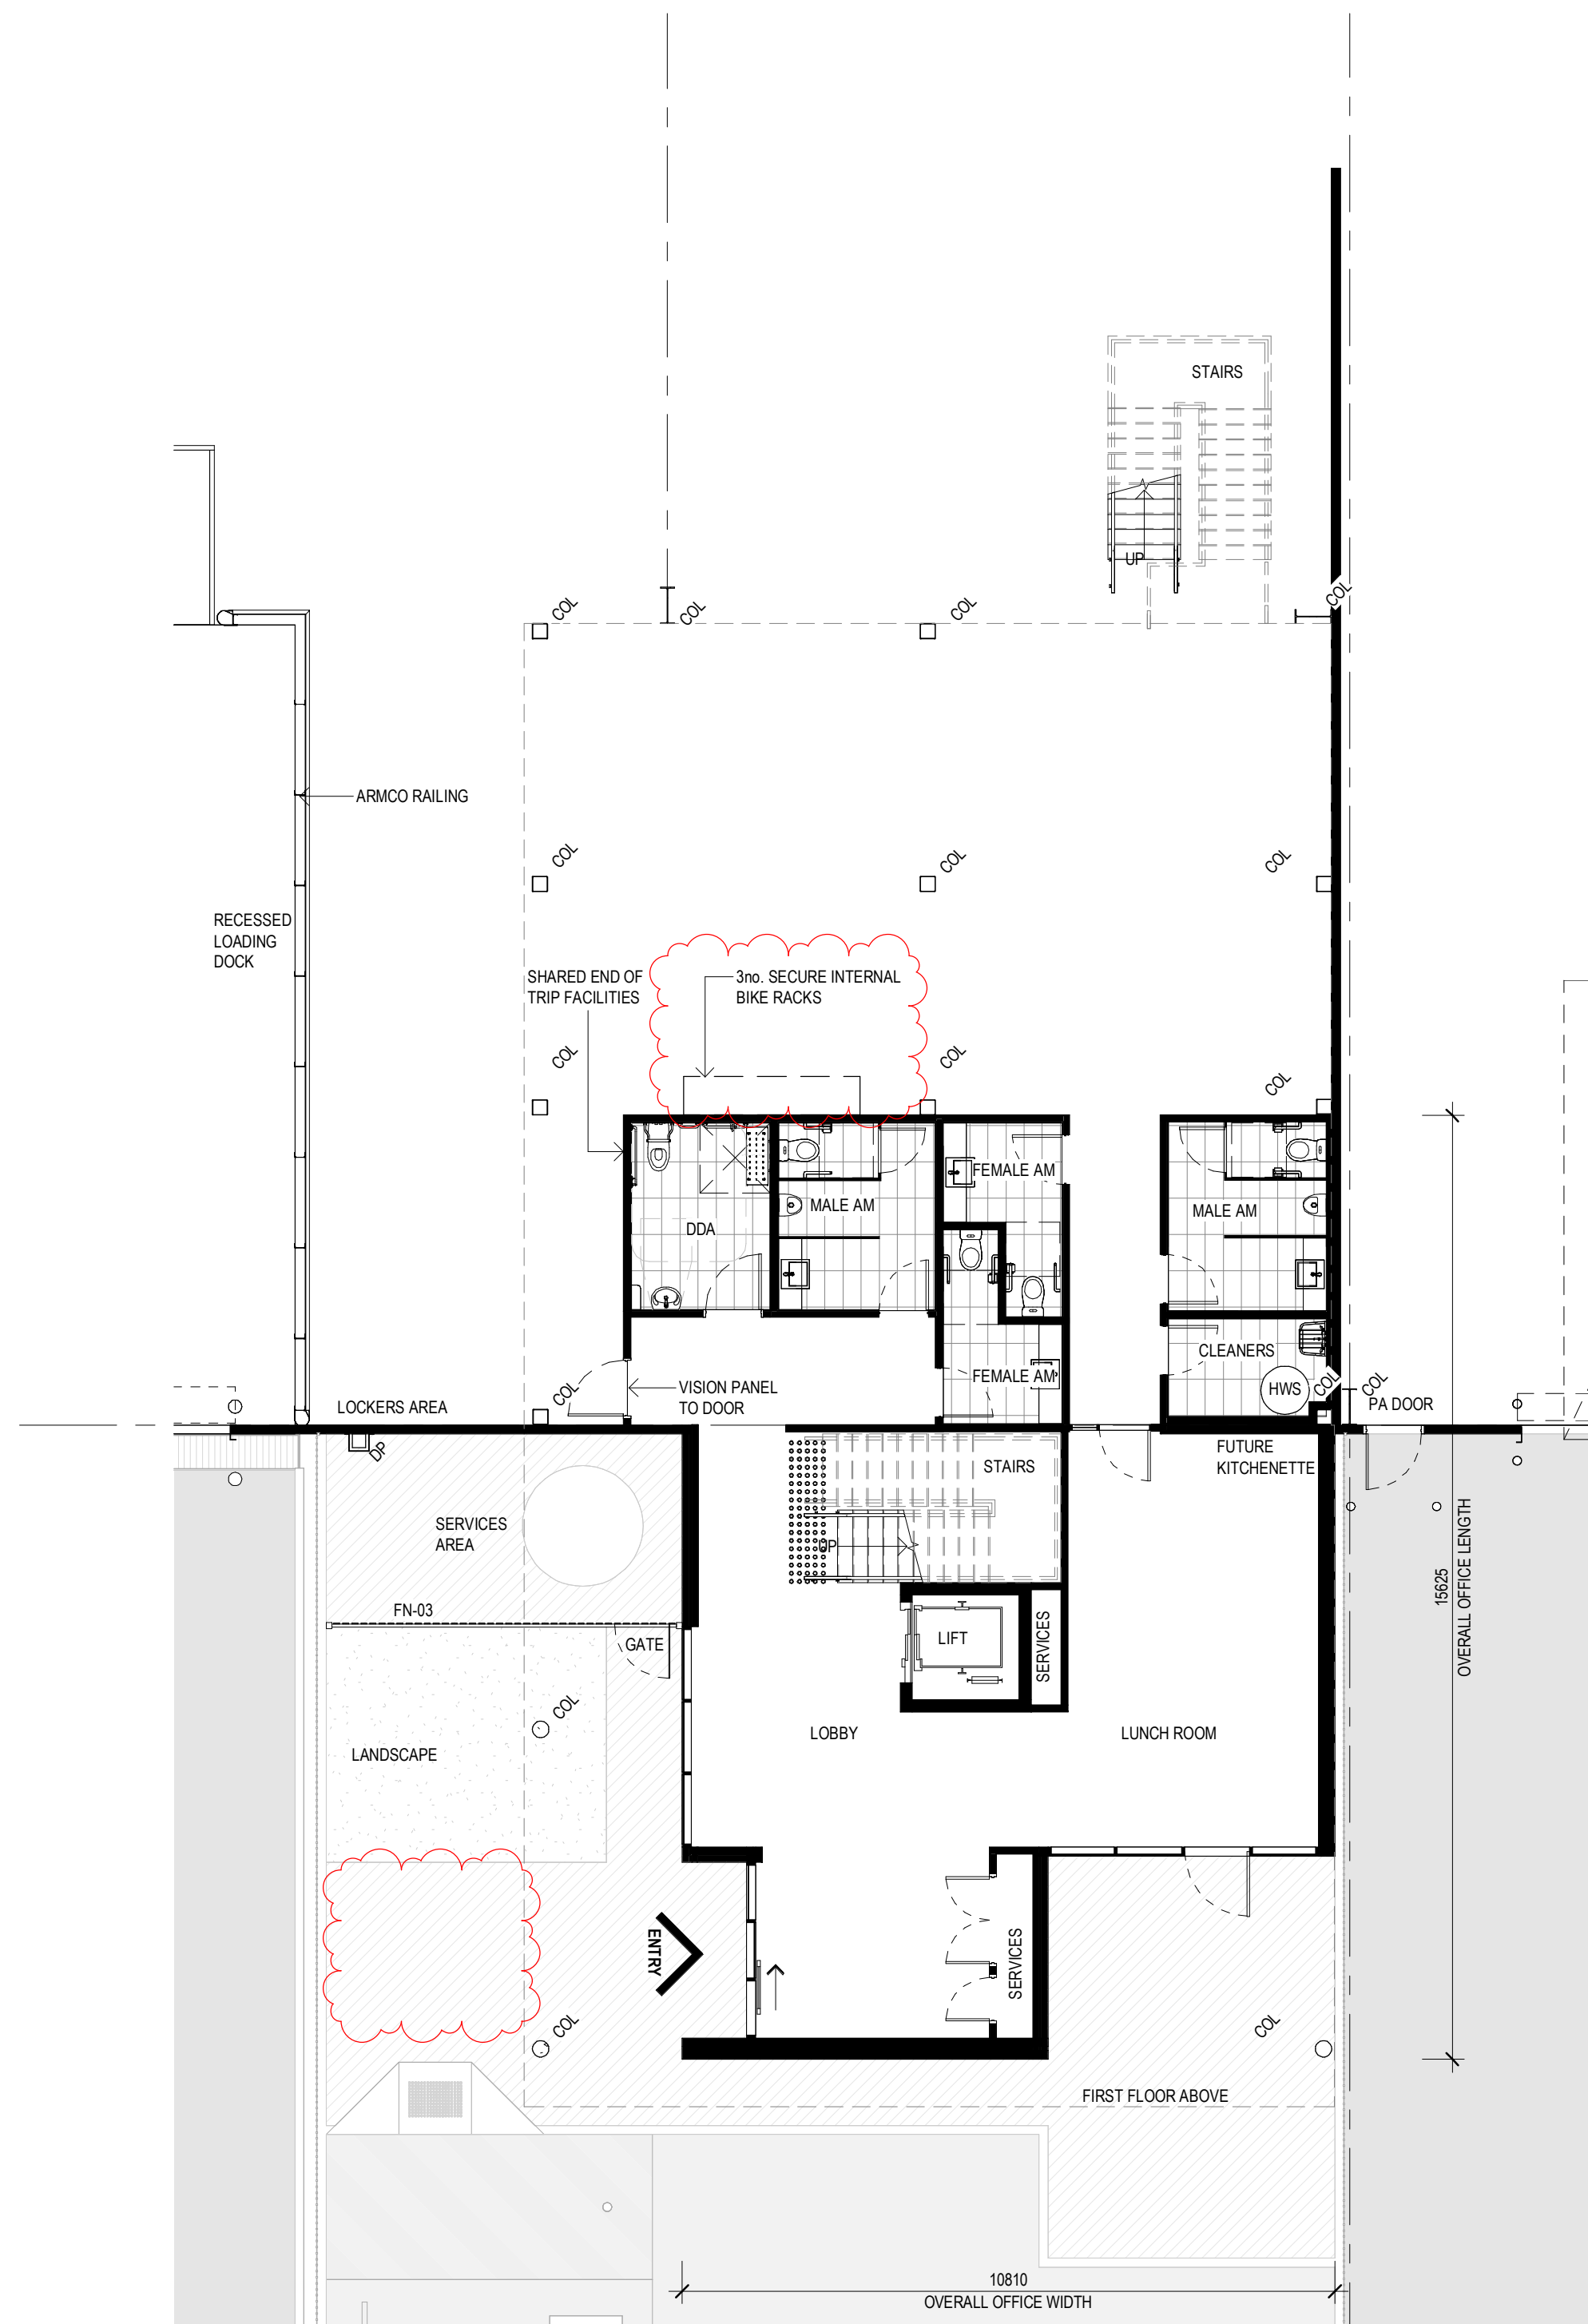 STAIRS
UP
COL
COL
COL
COL
ARMCO RAILING
COL
COL
COL
RECESSED
LOADING
DOCK
SHARED END OF
TRIP FACILITIES
3no. SECURE INTERNAL
BIKE RACKS
COL
COL
COL
FEMALE AM
MALE AM
MALE AM
DDA
CLEANERS
FEMALE AM
HWS
VISION PANEL
TO DOOR
COL
COL
COL
PA DOOR
LOCKERS AREA
DP
FUTURE
KITCHENETTE
STAIRS
SERVICES
AREA
UP
15625
OVERALL OFFICE LENGTH
FN-03
GATE
LIFT
SERVICES
COL
LOBBY
LUNCH ROOM
LANDSCAPE
ENTRY
SERVICES
COL
COL
FIRST FLOOR ABOVE
10810
OVERALL OFFICE WIDTH